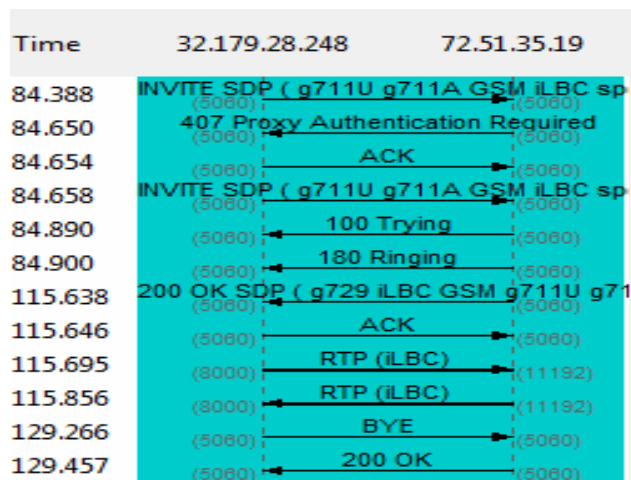 Time 32.179.28.248 72.51.35.19
84.388 INVITE SDP ( g711U g711A GSM iLBC sp
(5060) (5060)
84.650 407 Proxy Authentication Required
(5060) (5060)
84.654 ACK
(5060) (5060)
84.658 INVITE SDP ( g711U g711A GSM iLBC sp
(5060) (5060)
84.890 100 Trying
(5060) (5060)
84.900 180 Ringing
(5060) (5060)
115.638 200 OK SDP ( g729 iLBC GSM g711U g71
(5060) (5060)
115.646 ACK
(5060) (5060)
115.695 RTP (iLBC)
(8000) (11192)
115.856 RTP (iLBC)
(8000) (11192)
129.266 BYE
(5060) (5060)
129.457 200 OK
(5060) (5060)